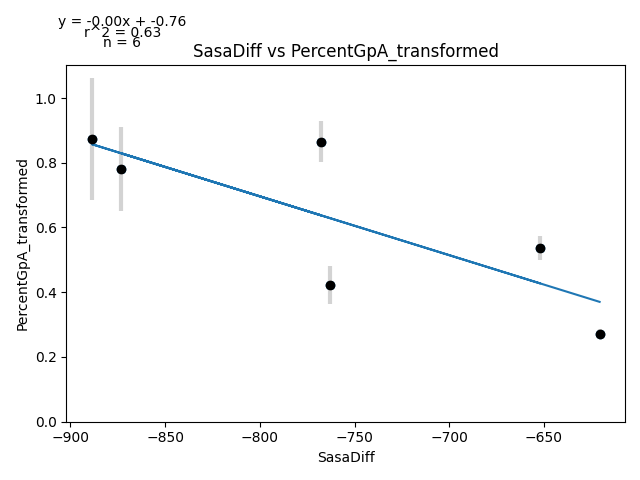 y = -0.00x + -0.76
r^2 = 0.63
n = 6
SasaDiff vs PercentGpA_transformed
PercentGpA_transformed
1.0
0.8
0.6
0.4
0.2
0.0
−900
−850
−800
−750
−700
−650
SasaDiff